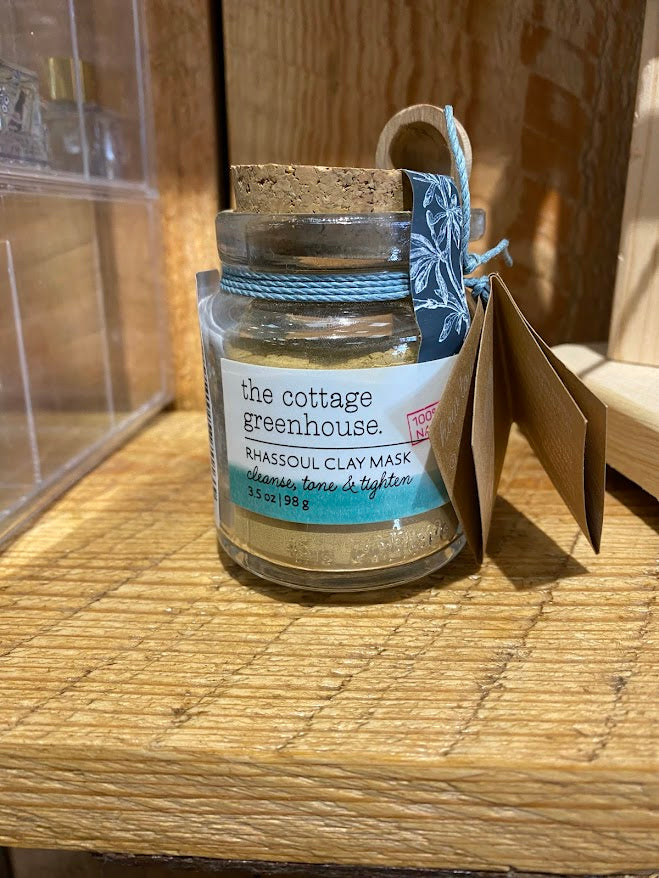 the cottage
greenhouse.
100%
RHASSOUL CLAY MASK
cleanse, tone & tighten
3.5 oz | 98 g